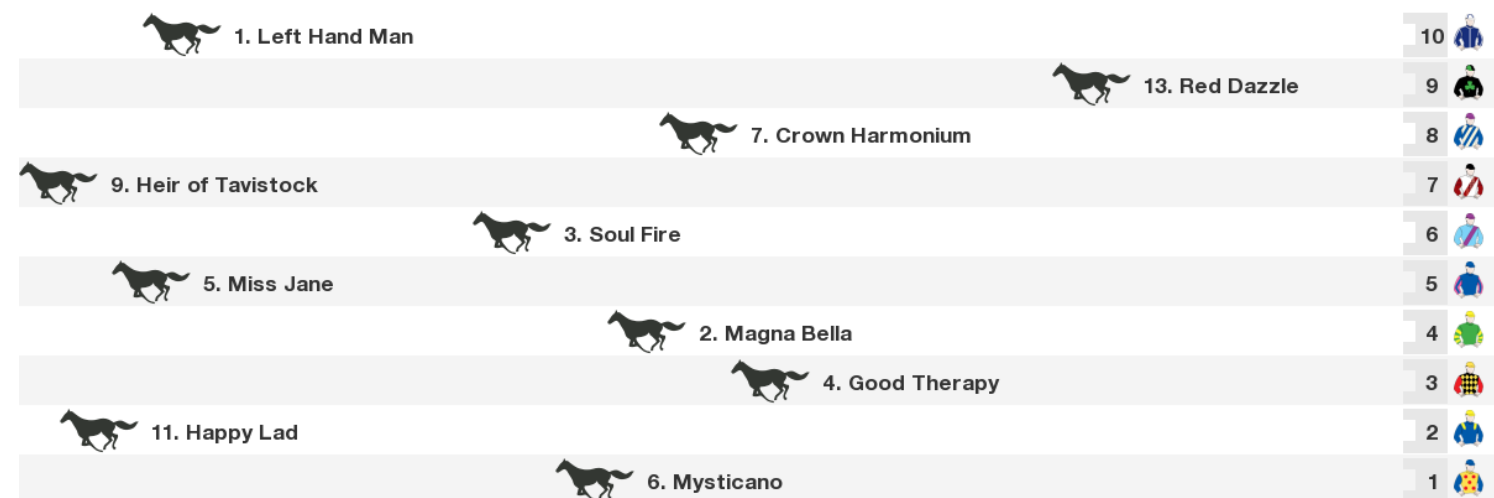 1. Left Hand Man 10
13. Red Dazzle 9
7. Crown Harmonium 8
9. Heir of Tavistock 7
3. Soul Fire 6
5. Miss Jane 5
2. Magna Bella 4
4. Good Therapy 3
11. Happy Lad 2
6. Mysticano 1